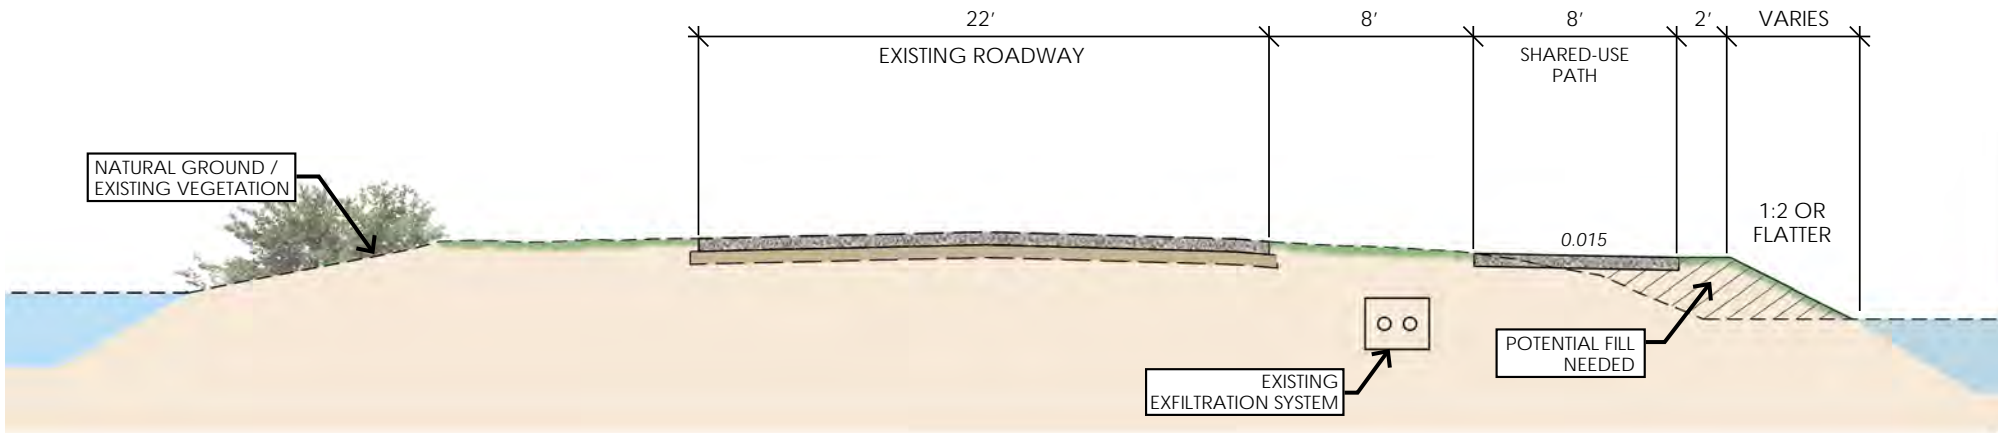 22'
8'
8'
2'
VARIES
EXISTING ROADWAY
SHARED-USE
PATH
NATURAL GROUND /
EXISTING VEGETATION
1:2 OR
FLATTER
0.015
POTENTIAL FILL
NEEDED
EXISTING
EXFILTRATION SYSTEM